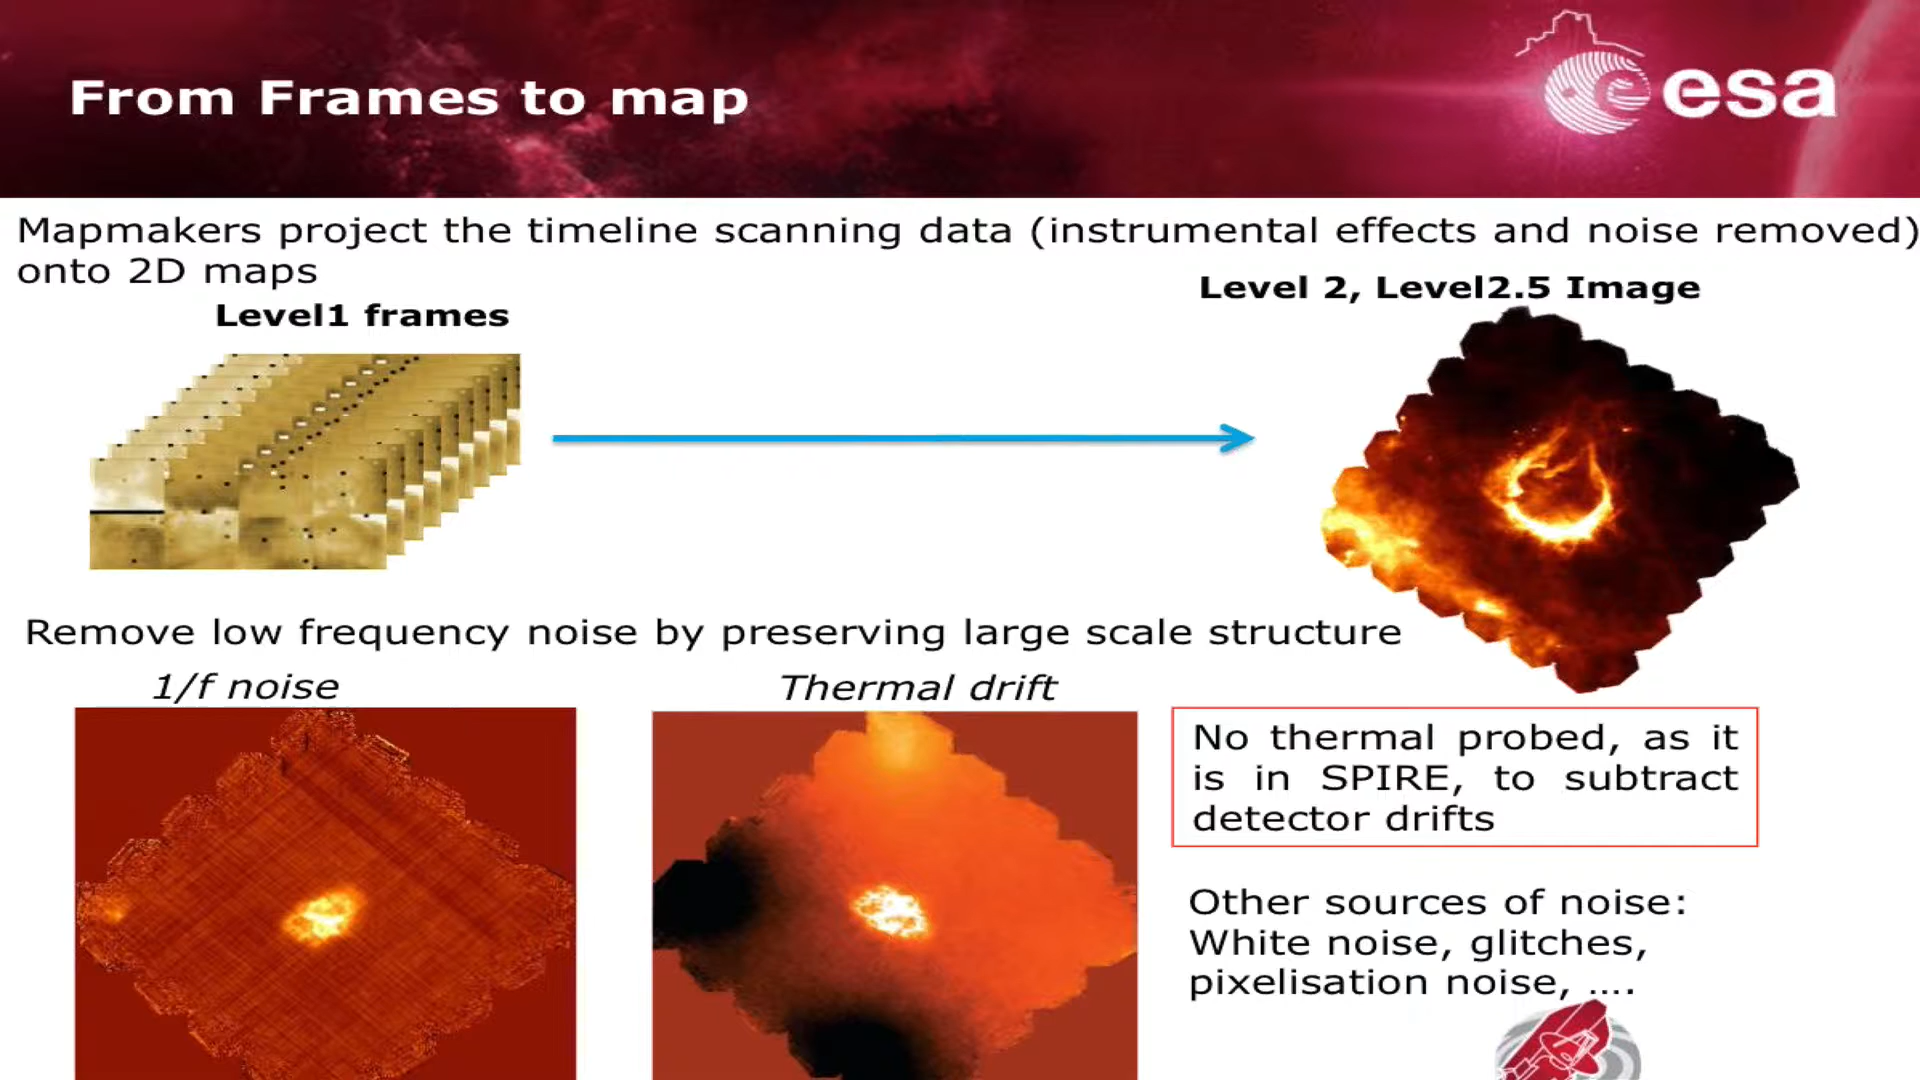 From Frames to map
esa
Mapmakers project the timeline scanning data (instrumental effects and noise removed)
onto 2D maps
Level 2, Level2.5 Image
Level1 frames
Remove low frequency noise by preserving large scale structure
1/f noise
Thermal drift
No thermal probed, as it
is in SPIRE, to subtract
detector drifts
Other sources of noise:
White noise, glitches,
pixelisation noise, ....